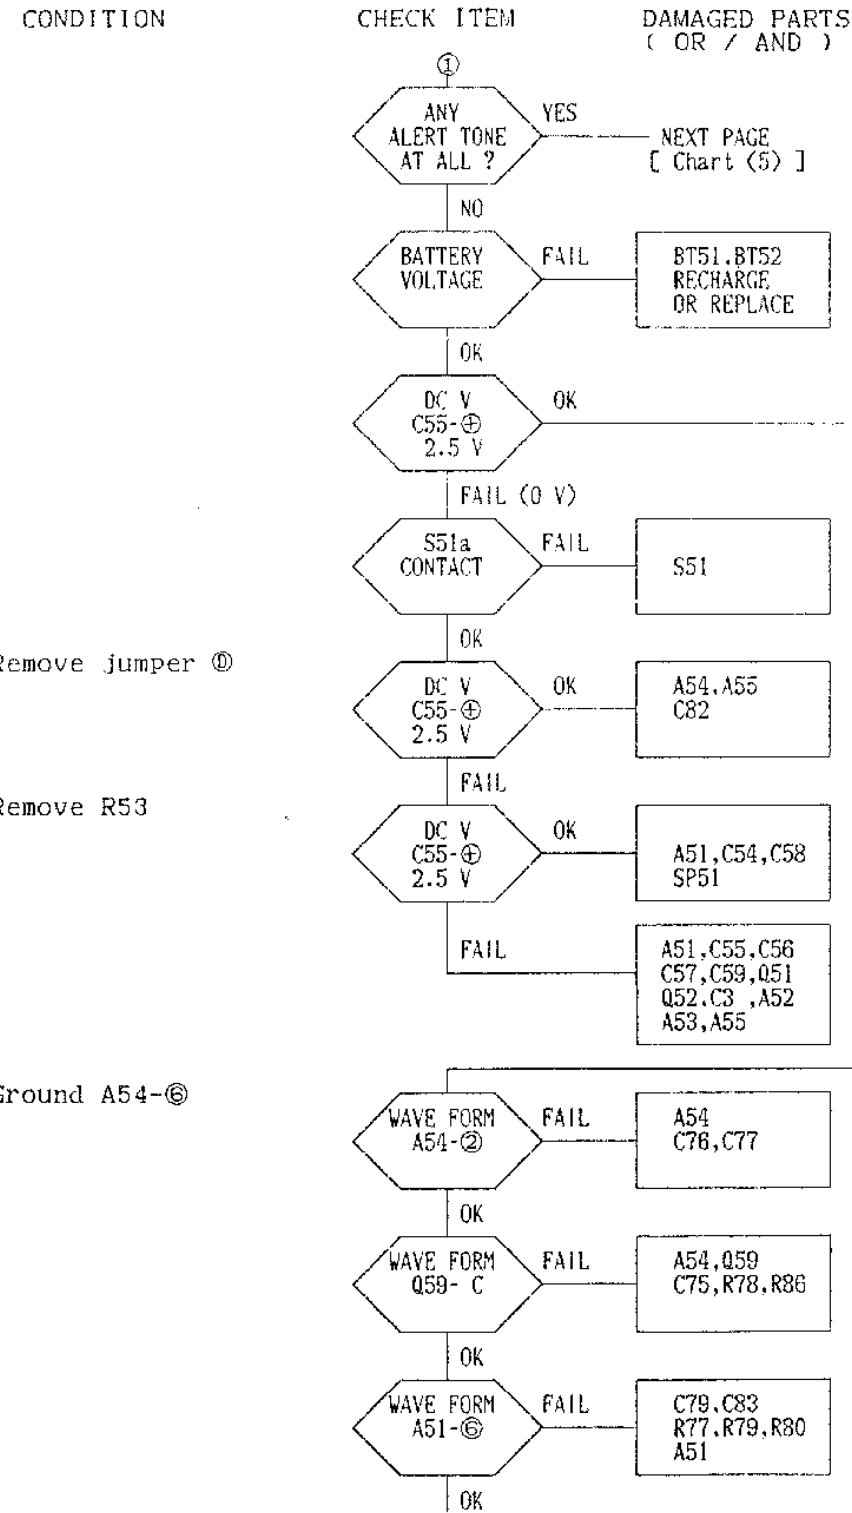 CONDITION CHECK ITEM DAMAGED PARTS
( OR / AND )
①
ANY
ALERT TONE
AT ALL ?
YES
NEXT PAGE
[ Chart (5) ]
NO
BATTERY
VOLTAGE
FAIL
BT51.BT52
RECHARGE
OR REPLACE
OK
DC V
C55-⊕
2.5 V
OK
FAIL (0 V)
S51a
CONTACT
FAIL
S51
OK
Remove jumper Ⓓ
DC V
C55-⊕
2.5 V
OK
A54.A55
C82
FAIL
Remove R53
DC V
C55-⊕
2.5 V
OK
A51,C54,C58
SP51
FAIL
A51,C55,C56
C57,C59,Q51
Q52.C3 ,A52
A53,A55
Ground A54-⑥
WAVE FORM
A54-②
FAIL
A54
C76,C77
OK
WAVE FORM
Q59- C
FAIL
A54,Q59
C75,R78.R86
OK
WAVE FORM
A51-⑥
FAIL
C79.C83
R77.R79,R80
A51
OK